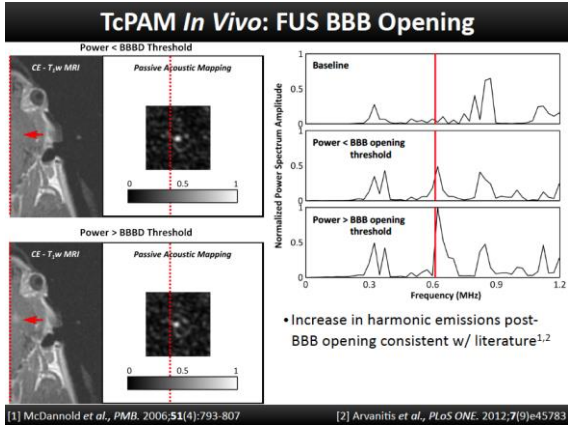 TcPAM In Vivo: FUS BBB Opening
Power < BBBD Threshold
CE - T1w MRI
Passive Acoustic Mapping
0
0.5
1
Power > BBBD Threshold
CE - T1w MRI
Passive Acoustic Mapping
0
0.5
1
Normalized Power Spectrum Amplitude
Baseline
1
0.5
0
Power < BBB opening
threshold
1
0.5
0
Power > BBB opening
threshold
1
0.5
0
0
0.3
0.6
0.9
1.2
Frequency (MHz)
• Increase in harmonic emissions post-
BBB opening consistent w/ literature1,2
[1] McDannold et al., PMB. 2006;51(4):793-807
[2] Arvanitis et al., PLoS ONE. 2012;7(9)e45783